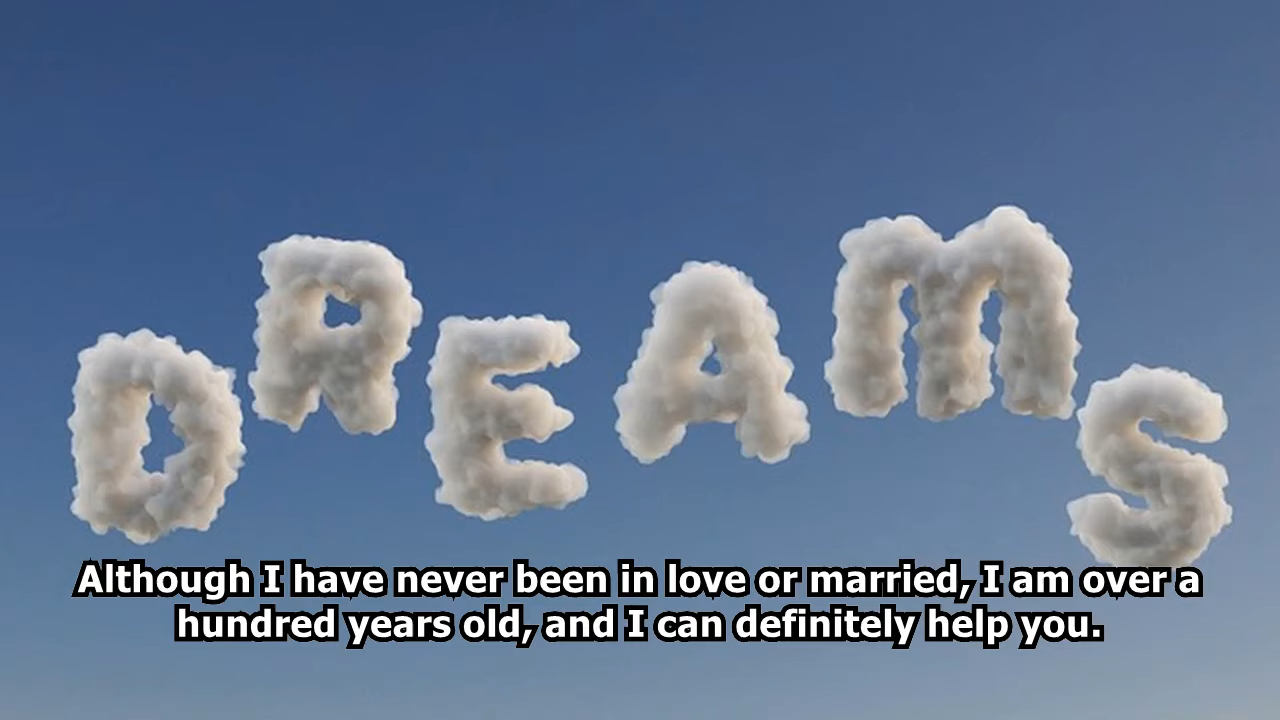 DREAMS
Although I have never been in love or married, I am over a
hundred years old, and I can definitely help you.